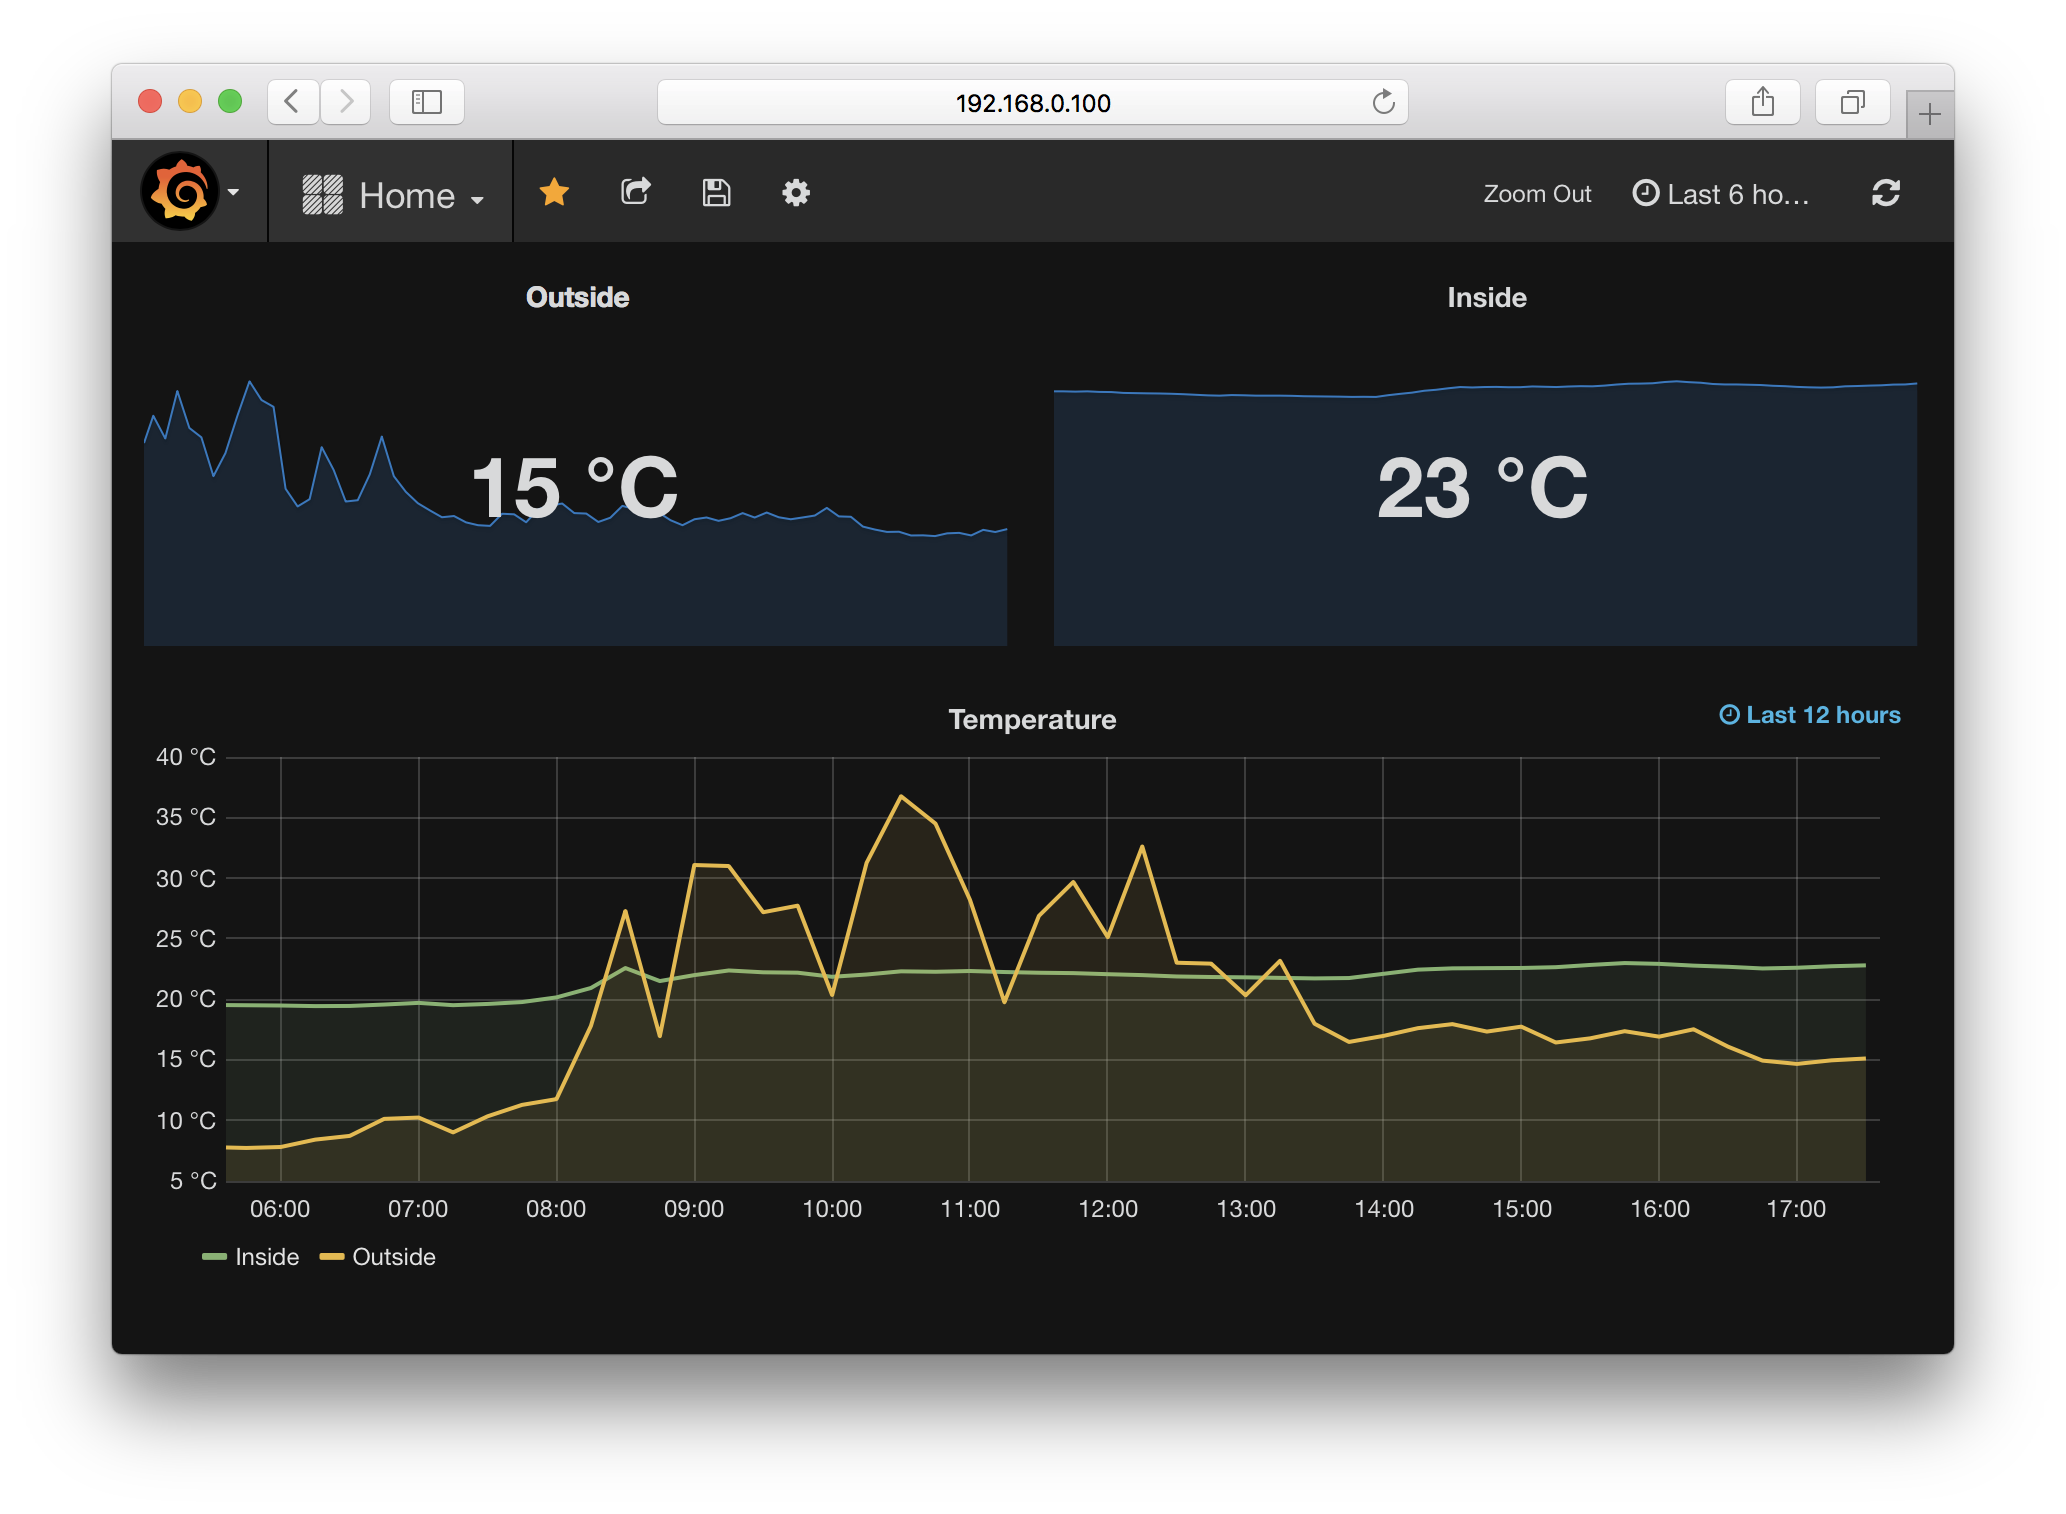 192.168.0.100
Home
Zoom Out
Last 6 ho...
Outside
Inside
15 °C
23 °C
Temperature
Last 12 hours
40 °C
35 °C
30 °C
25 °C
20 °C
15 °C
10 °C
5 °C
06:00 07:00 08:00 09:00 10:00 11:00 12:00 13:00 14:00 15:00 16:00 17:00
Inside Outside